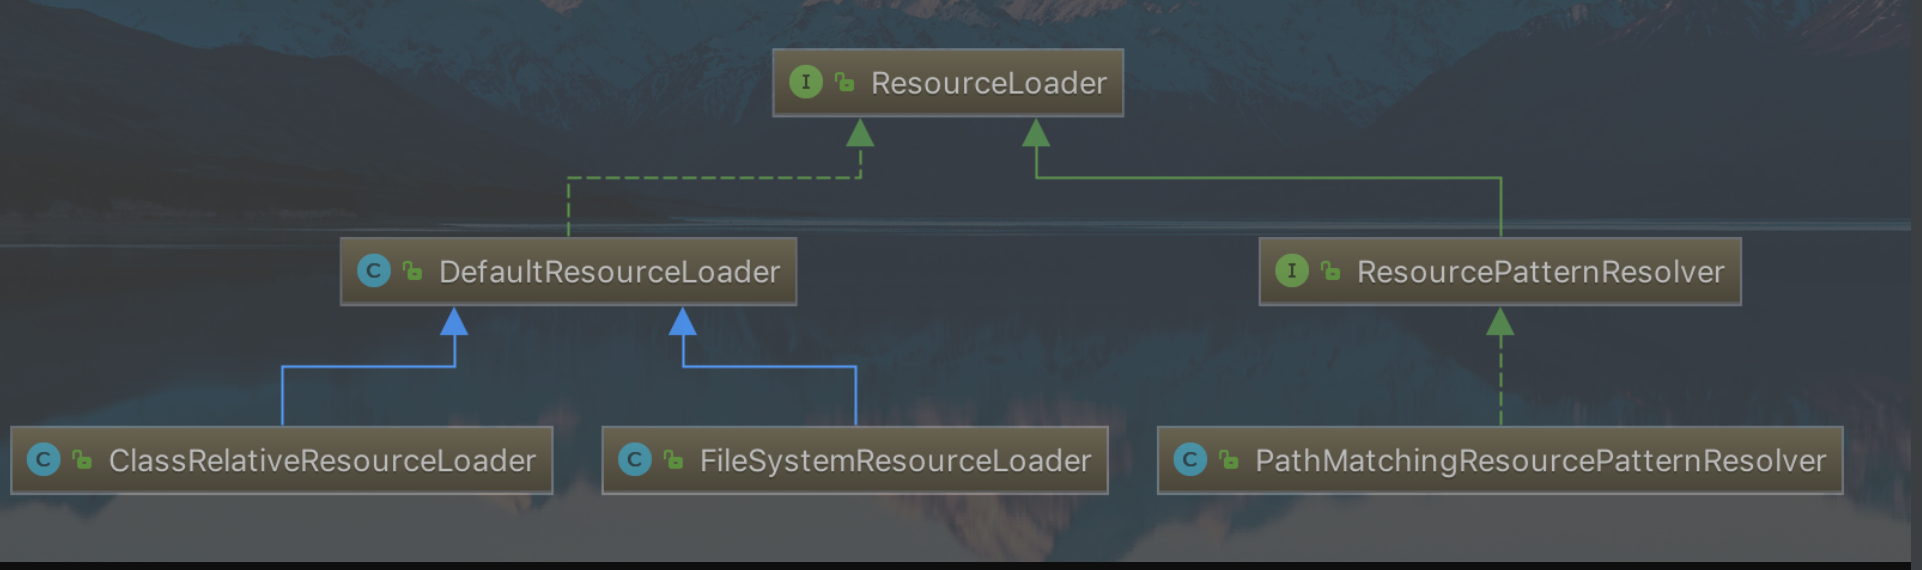 I ResourceLoader
C DefaultResourceLoader
I ResourcePatternResolver
C ClassRelativeResourceLoader
C FileSystemResourceLoader
C PathMatchingResourcePatternResolver